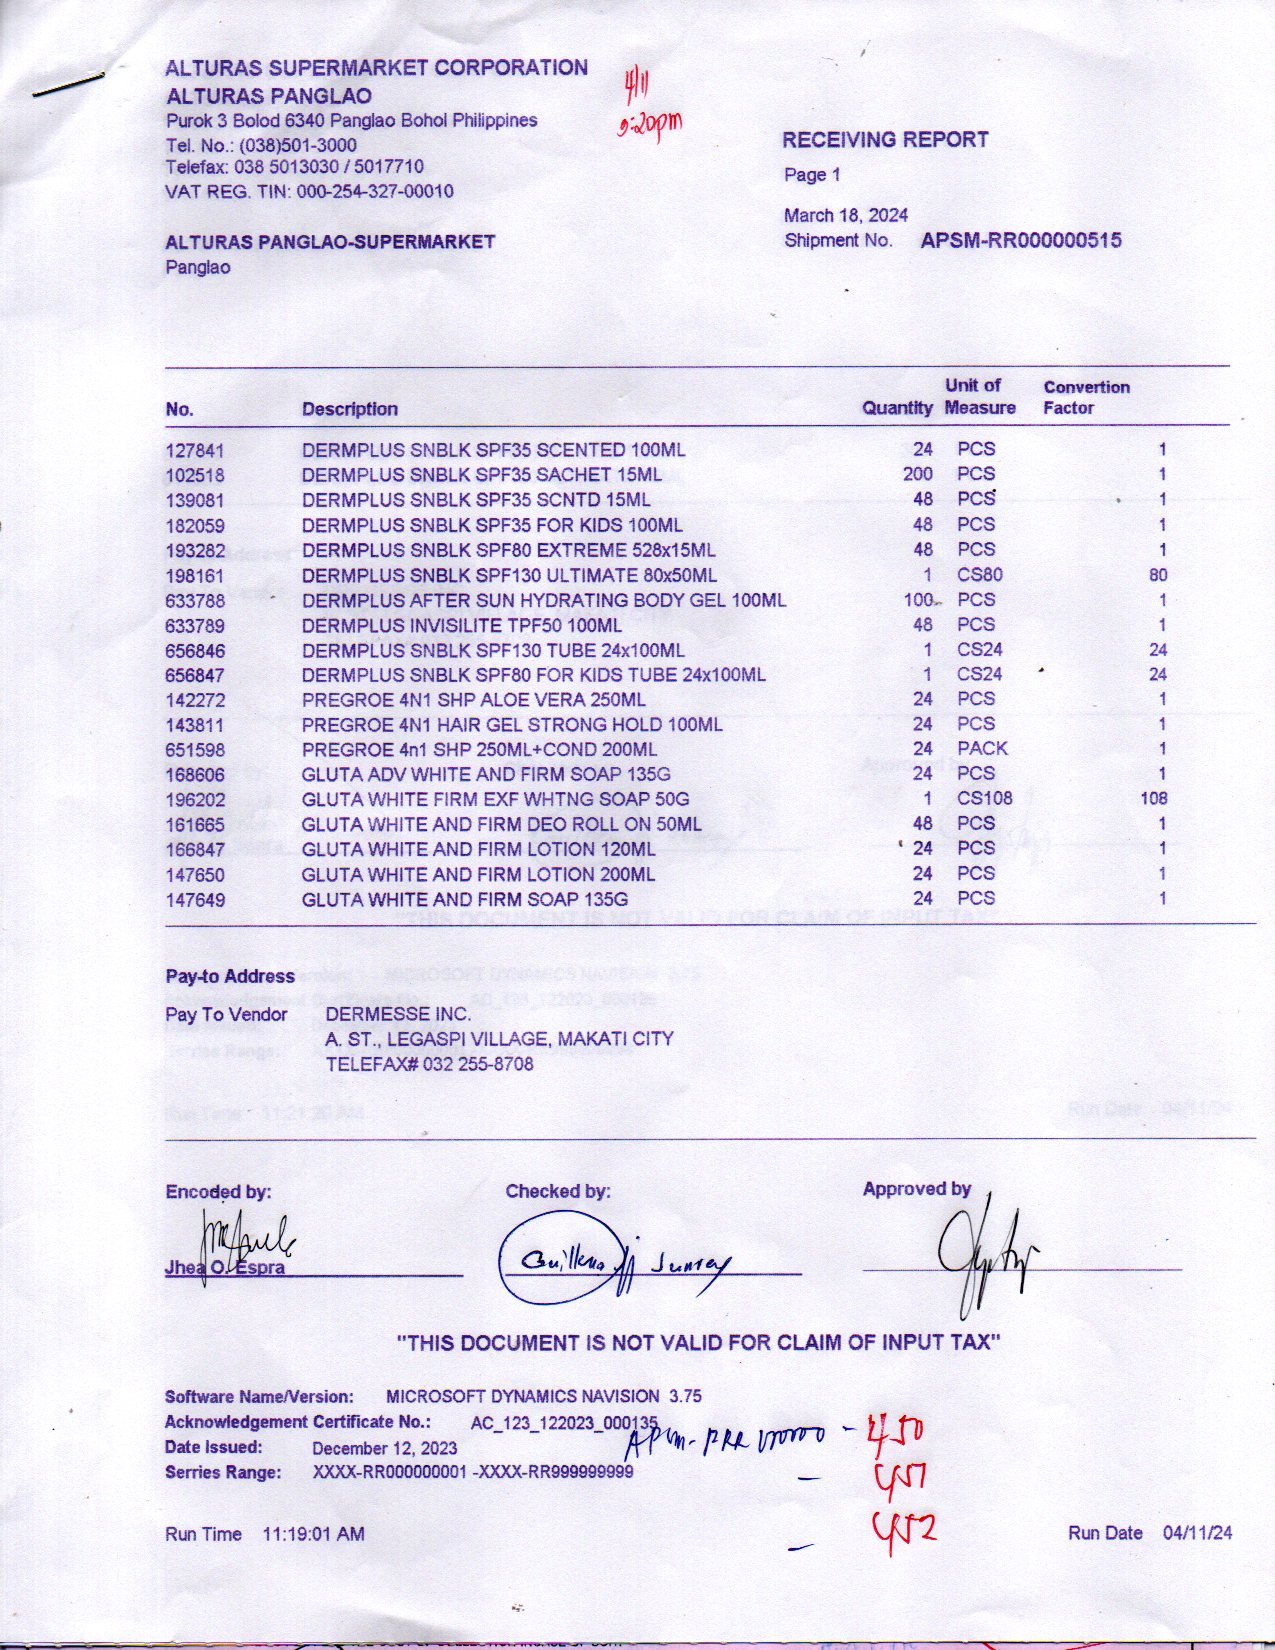 ALTURAS SUPERMARKET CORPORATION
ALTURAS PANGLAO
Purok 3 Bolod 6340 Panglao Bohol Philippines
Tel. No.: (038)501-3000
Telefax: 038 5013030 / 5017710
VAT REG. TIN: 000-254-327-00010
4/11
3:20pm
RECEIVING REPORT
Page 1
March 18, 2024
Shipment No. APSM-RR000000515
ALTURAS PANGLAO-SUPERMARKET
Panglao
No. Description Quantity Unit of Measure Convertion Factor
127841 DERMPLUS SNBLK SPF35 SCENTED 100ML 24 PCS 1
102518 DERMPLUS SNBLK SPF35 SACHET 15ML 200 PCS 1
139081 DERMPLUS SNBLK SPF35 SCNTD 15ML 48 PCS 1
182059 DERMPLUS SNBLK SPF35 FOR KIDS 100ML 48 PCS 1
193282 DERMPLUS SNBLK SPF80 EXTREME 528x15ML 48 PCS 1
198161 DERMPLUS SNBLK SPF130 ULTIMATE 80x50ML 1 CS80 80
633788 DERMPLUS AFTER SUN HYDRATING BODY GEL 100ML 100 PCS 1
633789 DERMPLUS INVISILITE TPF50 100ML 48 PCS 1
656846 DERMPLUS SNBLK SPF130 TUBE 24x100ML 1 CS24 24
656847 DERMPLUS SNBLK SPF80 FOR KIDS TUBE 24x100ML 1 CS24 24
142272 PREGROE 4N1 SHP ALOE VERA 250ML 24 PCS 1
143811 PREGROE 4N1 HAIR GEL STRONG HOLD 100ML 24 PCS 1
651598 PREGROE 4n1 SHP 250ML+COND 200ML 24 PACK 1
168606 GLUTA ADV WHITE AND FIRM SOAP 135G 24 PCS 1
196202 GLUTA WHITE FIRM EXF WHTNG SOAP 50G 1 CS108 108
161665 GLUTA WHITE AND FIRM DEO ROLL ON 50ML 48 PCS 1
166847 GLUTA WHITE AND FIRM LOTION 120ML 24 PCS 1
147650 GLUTA WHITE AND FIRM LOTION 200ML 24 PCS 1
147649 GLUTA WHITE AND FIRM SOAP 135G 24 PCS 1
Pay-to Address
Pay To Vendor DERMESSE INC.
A. ST., LEGASPI VILLAGE, MAKATI CITY
TELEFAX# 032 255-8708
Encoded by: Checked by: Approved by
Jhea O. Espra
"THIS DOCUMENT IS NOT VALID FOR CLAIM OF INPUT TAX"
Software Name/Version: MICROSOFT DYNAMICS NAVISION 3.75
Acknowledgement Certificate No.: AC_123_122023_000135
Date Issued: December 12, 2023
Serries Range: XXXX-RR000000001 -XXXX-RR999999999
- 450
- 451
- 452
Run Time 11:19:01 AM Run Date 04/11/24